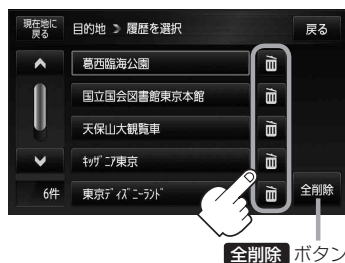 現在地に
戻る
目的地 履歴を選択
戻る
葛西臨海公園
国立国会図書館東京本館
天保山大観覧車
ｷｯｻﾞﾆｱ東京
6件
東京ﾃﾞｨｽﾞﾆｰﾗﾝﾄﾞ
全削除
全削除 ボタン